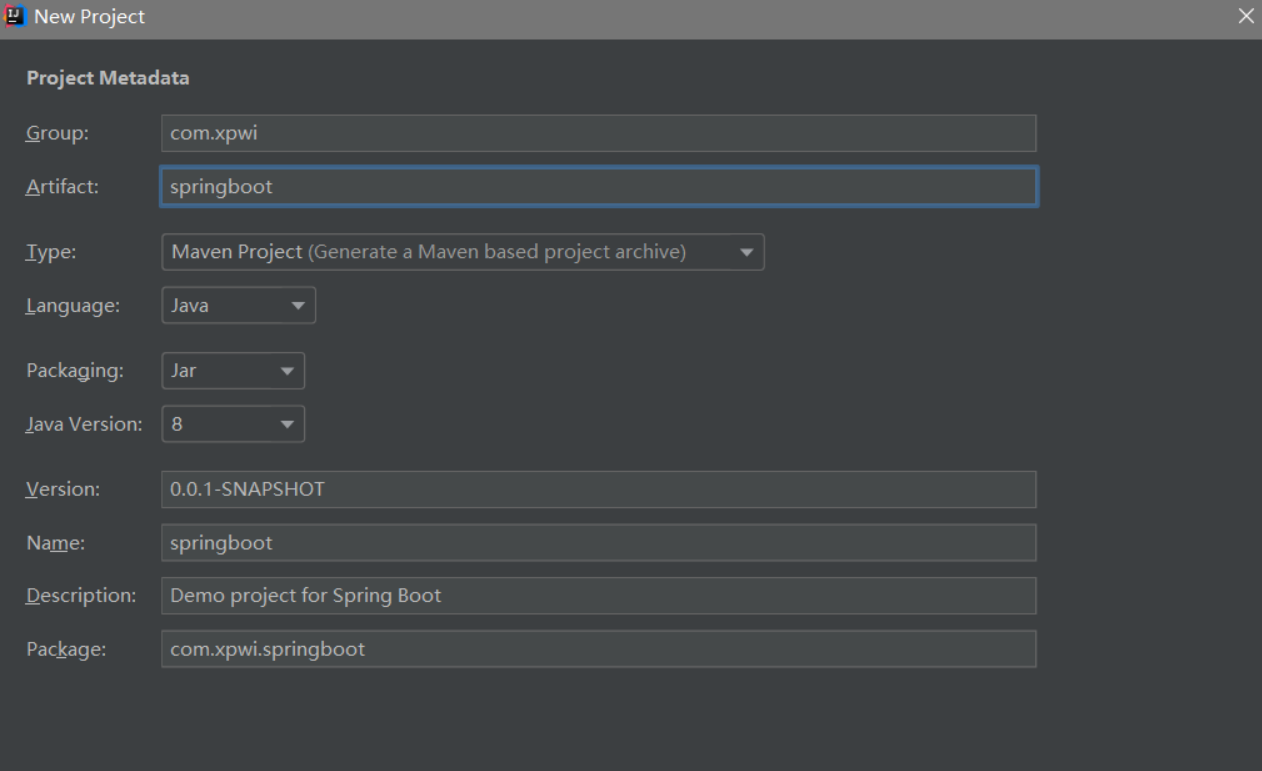 New Project
Project Metadata
Group: com.xpwi
Artifact: springboot
Type: Maven Project (Generate a Maven based project archive)
Language: Java
Packaging: Jar
Java Version: 8
Version: 0.0.1-SNAPSHOT
Name: springboot
Description: Demo project for Spring Boot
Package: com.xpwi.springboot